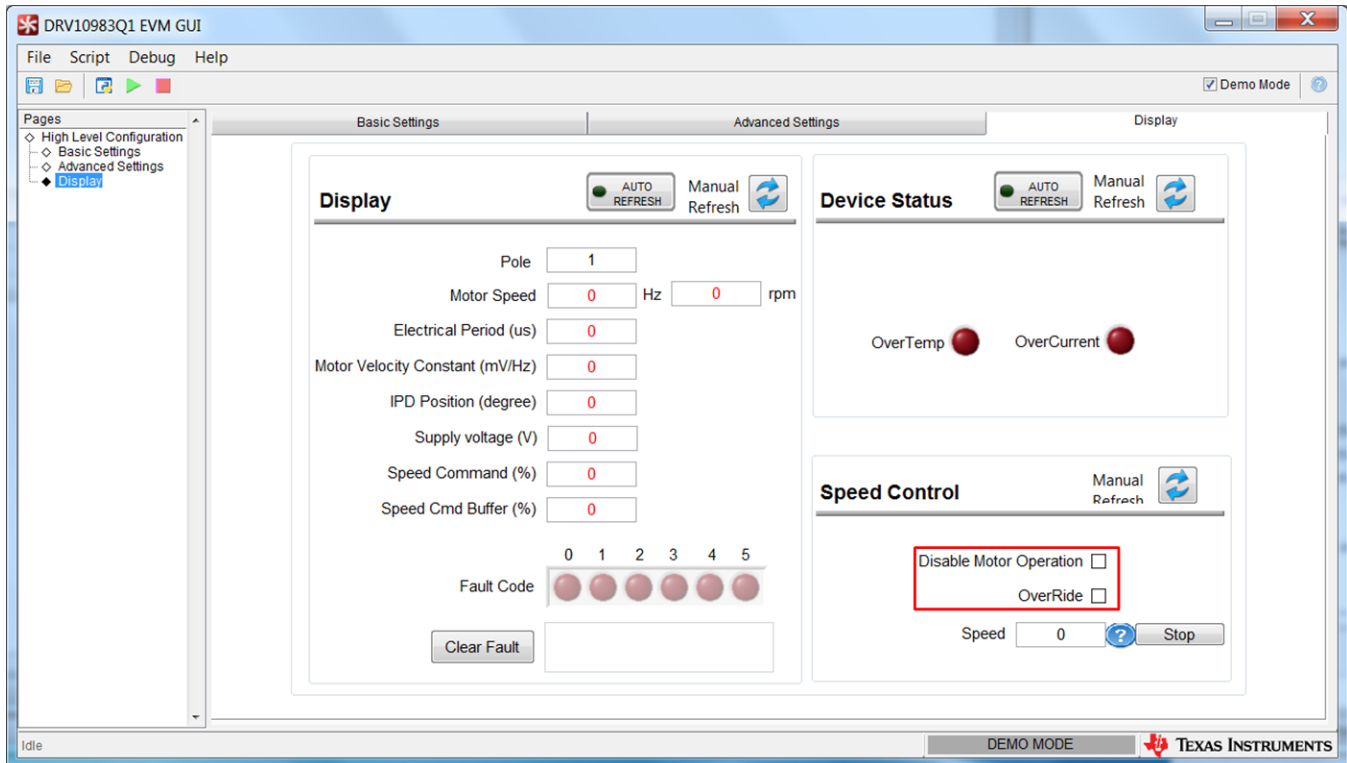 DRV10983Q1 EVM GUI
File Script Debug Help
Demo Mode
Pages
High Level Configuration
Basic Settings
Advanced Settings
Display
Basic Settings
Advanced Settings
Display
Display
AUTO REFRESH
Manual Refresh
Pole 1
Motor Speed 0 Hz 0 rpm
Electrical Period (us) 0
Motor Velocity Constant (mV/Hz) 0
IPD Position (degree) 0
Supply voltage (V) 0
Speed Command (%) 0
Speed Cmd Buffer (%) 0
0 1 2 3 4 5
Fault Code
Clear Fault
Device Status
AUTO REFRESH
Manual Refresh
OverTemp OverCurrent
Speed Control
Manual Refresh
Disable Motor Operation
OverRide
Speed 0 ? Stop
Idle
DEMO MODE
TEXAS INSTRUMENTS